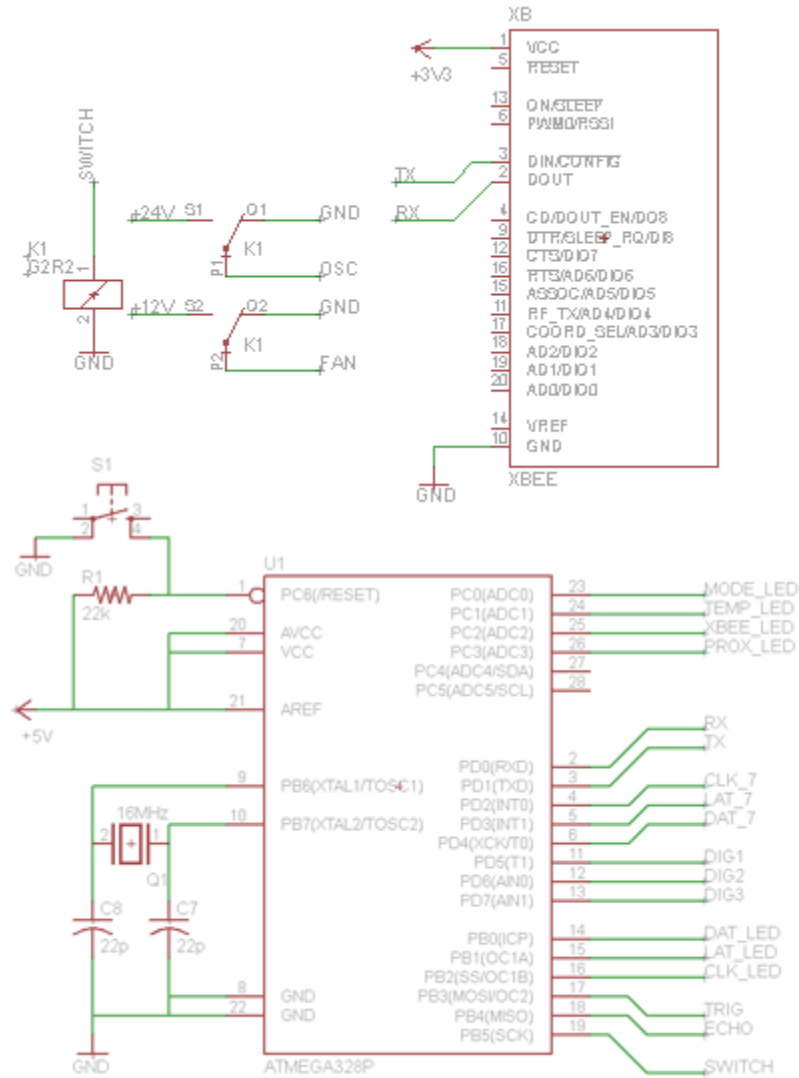 XB
1 VCC
+3V3
5 RESET
13 ON/SLEEP
6 PWM0/RSSI
SWITCH
3 DIN/CONFIG
TX
2 DOUT
RX
+24V S1 O1 GND
4 CD/DOUT_EN/DO8
9 DTR/SLEEP_RQ/DI8
K1
K1
G2R2
1
12 CTS/DIO7
P1
OSC
16 RTS/AD6/DIO6
15 ASSOC/AD5/DIO5
+12V S2 O2 GND
11 RF_TX/AD4/DIO4
2
17 COORD_SEL/AD3/DIO3
K1
18 AD2/DIO2
GND
P2
FAN
19 AD1/DIO1
20 AD0/DIO0
14 VREF
10 GND
GND
XBEE
S1
1 3
2 4
GND
U1
R1
22k
1 PC6(/RESET) PC0(ADC0) 23 MODE_LED
PC1(ADC1) 24 TEMP_LED
20 AVCC PC2(ADC2) 25 XBEE_LED
7 VCC PC3(ADC3) 26 PROX_LED
PC4(ADC4/SDA) 27
PC5(ADC5/SCL) 28
21 AREF
+5V
RX
TX
PD0(RXD) 2
9 PB6(XTAL1/TOSC1) PD1(TXD) 3
PD2(INT0) 4 CLK_7
16MHz
10 PB7(XTAL2/TOSC2) PD3(INT1) 5 LAT_7
2 1
PD4(XCK/T0) 6 DAT_7
Q1
PD5(T1) 11 DIG1
PD6(AIN0) 12 DIG2
PD7(AIN1) 13 DIG3
C8 C7
22p 22p
PB0(ICP) 14 DAT_LED
PB1(OC1A) 15 LAT_LED
PB2(SS/OC1B) 16 CLK_LED
8 GND PB3(MOSI/OC2) 17 TRIG
22 GND PB4(MISO) 18 ECHO
PB5(SCK) 19 SWITCH
GND
ATMEGA328P